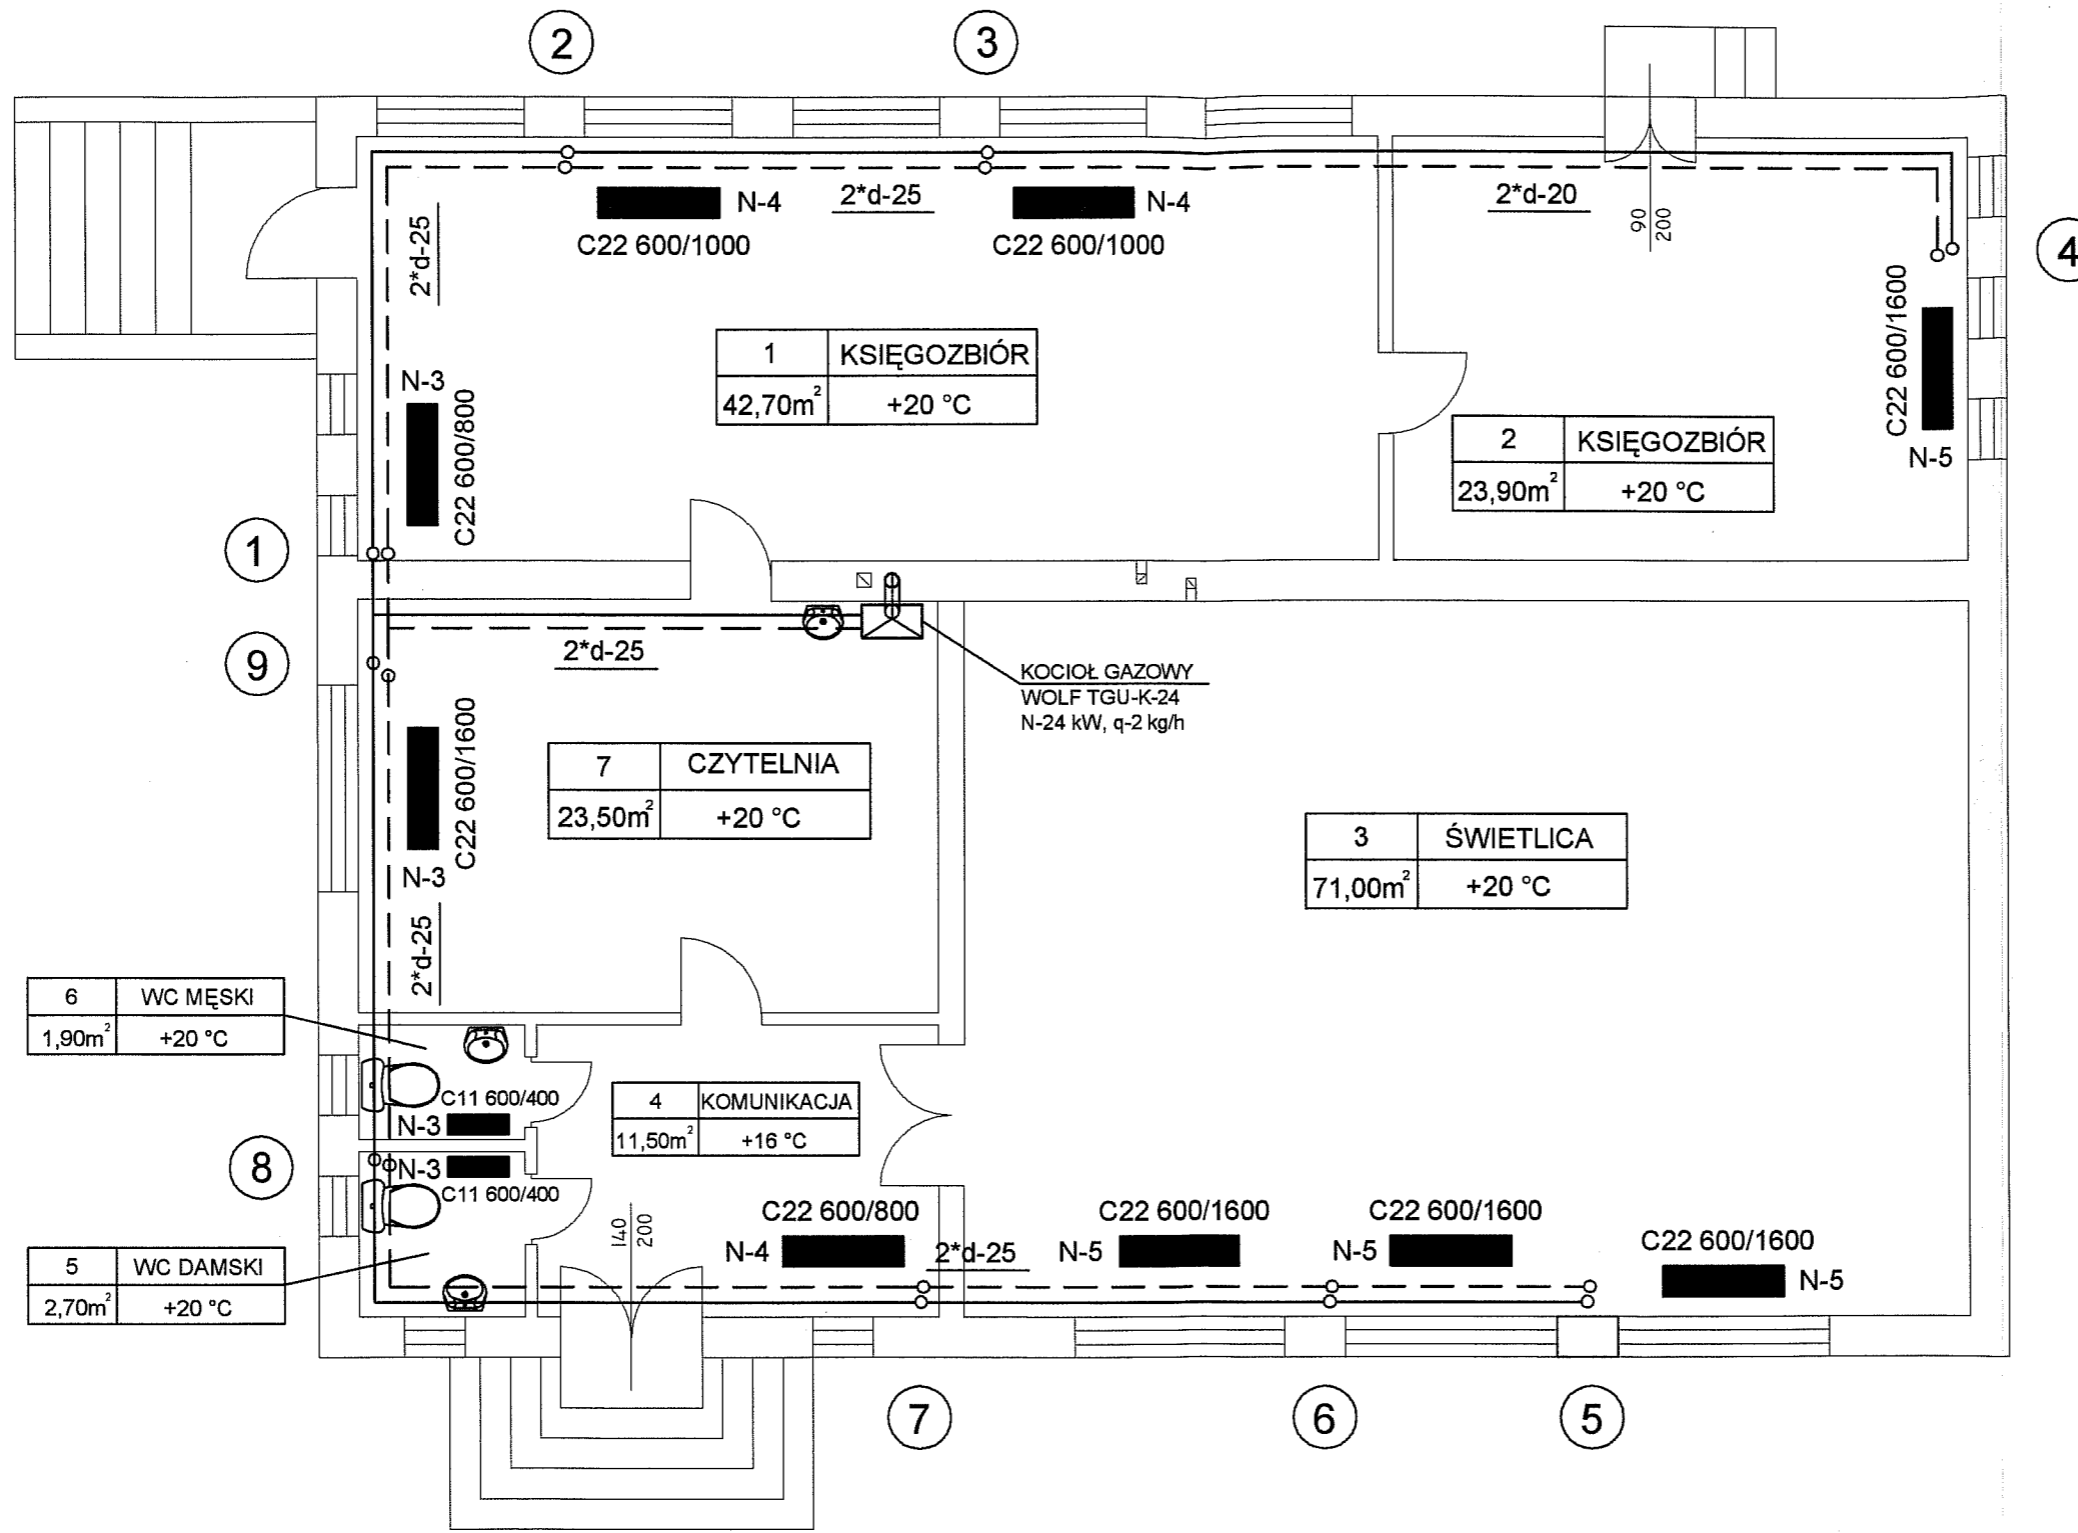 2
3
N-4
2*d-25
N-4
2*d-20
90
200
C22 600/1000
C22 600/1000
2*d-25
4
C22 600/1600
N-5
1 KSIĘGOZBIÓR
42,70m² +20 °C
N-3
C22 600/800
2 KSIĘGOZBIÓR
23,90m² +20 °C
1
9
2*d-25
KOCIOŁ GAZOWY
WOLF TGU-K-24
N-24 kW, q-2 kg/h
C22 600/1600
N-3
7 CZYTELNIA
23,50m² +20 °C
3 ŚWIETLICA
71,00m² +20 °C
2*d-25
6 WC MĘSKI
1,90m² +20 °C
C11 600/400
N-3
4 KOMUNIKACJA
11,50m² +16 °C
8
N-3
C11 600/400
5 WC DAMSKI
2,70m² +20 °C
140
200
C22 600/800
N-4
2*d-25
C22 600/1600
N-5
C22 600/1600
N-5
C22 600/1600
N-5
7
6
5